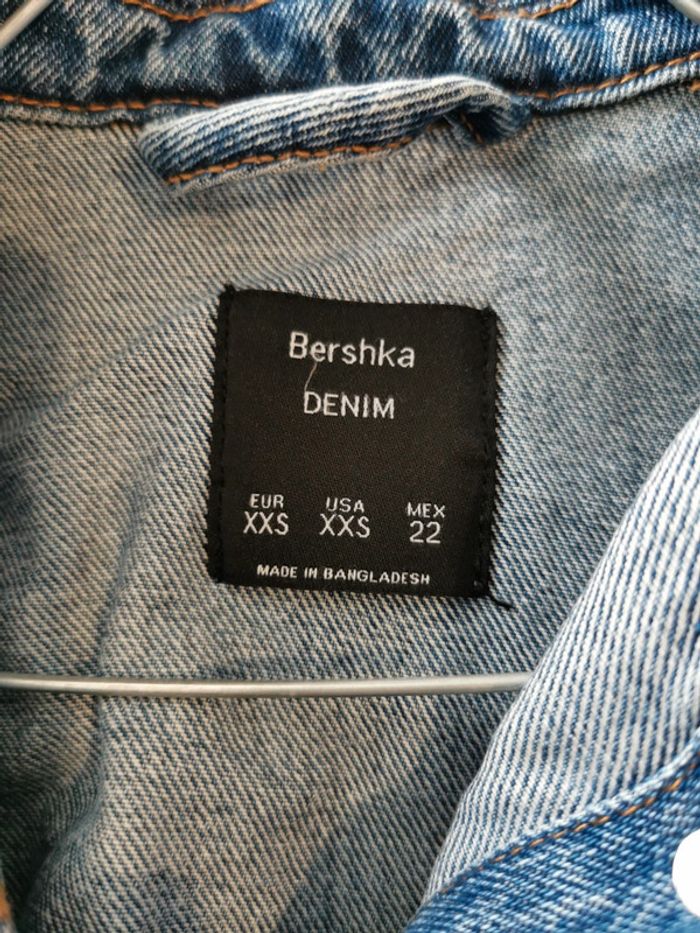 Bershka
DENIM
EUR USA MEX
XXS XXS 22
MADE IN BANGLADESH